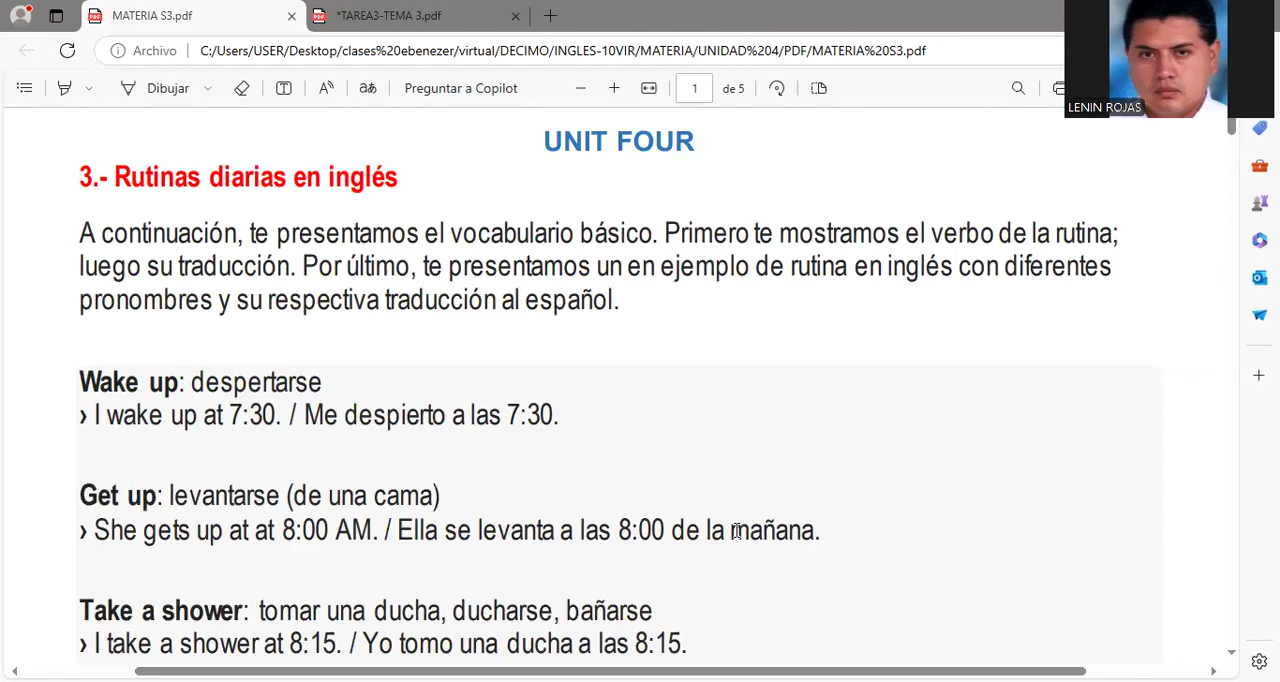 MATERIA S3.pdf
*TAREA3-TEMA 3.pdf
Archivo
C:/Users/USER/Desktop/clases%20ebenezer/virtual/DECIMO/INGLES-10VIR/MATERIA/UNIDAD%204/PDF/MATERIA%20S3.pdf
Dibujar
aあ
Preguntar a Copilot
1
de 5
LENIN ROJAS
UNIT FOUR
3.- Rutinas diarias en inglés
A continuación, te presentamos el vocabulario básico. Primero te mostramos el verbo de la rutina;
luego su traducción. Por último, te presentamos un en ejemplo de rutina en inglés con diferentes
pronombres y su respectiva traducción al español.
Wake up: despertarse
› I wake up at 7:30. / Me despierto a las 7:30.
Get up: levantarse (de una cama)
› She gets up at at 8:00 AM. / Ella se levanta a las 8:00 de la mañana.
Take a shower: tomar una ducha, ducharse, bañarse
› I take a shower at 8:15. / Yo tomo una ducha a las 8:15.